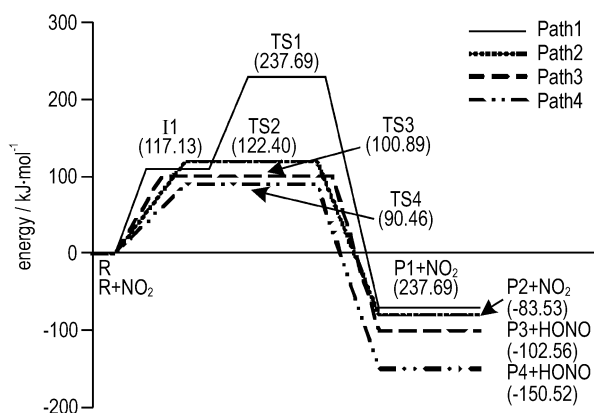 300
200
100
0
-100
-200
energy / kJ·mol⁻¹
Path1
Path2
Path3
Path4
TS1
(237.69)
I1
(117.13)
TS2
(122.40)
TS3
(100.89)
TS4
(90.46)
R
R+NO₂
P1+NO₂
(237.69)
P2+NO₂
(-83.53)
P3+HONO
(-102.56)
P4+HONO
(-150.52)